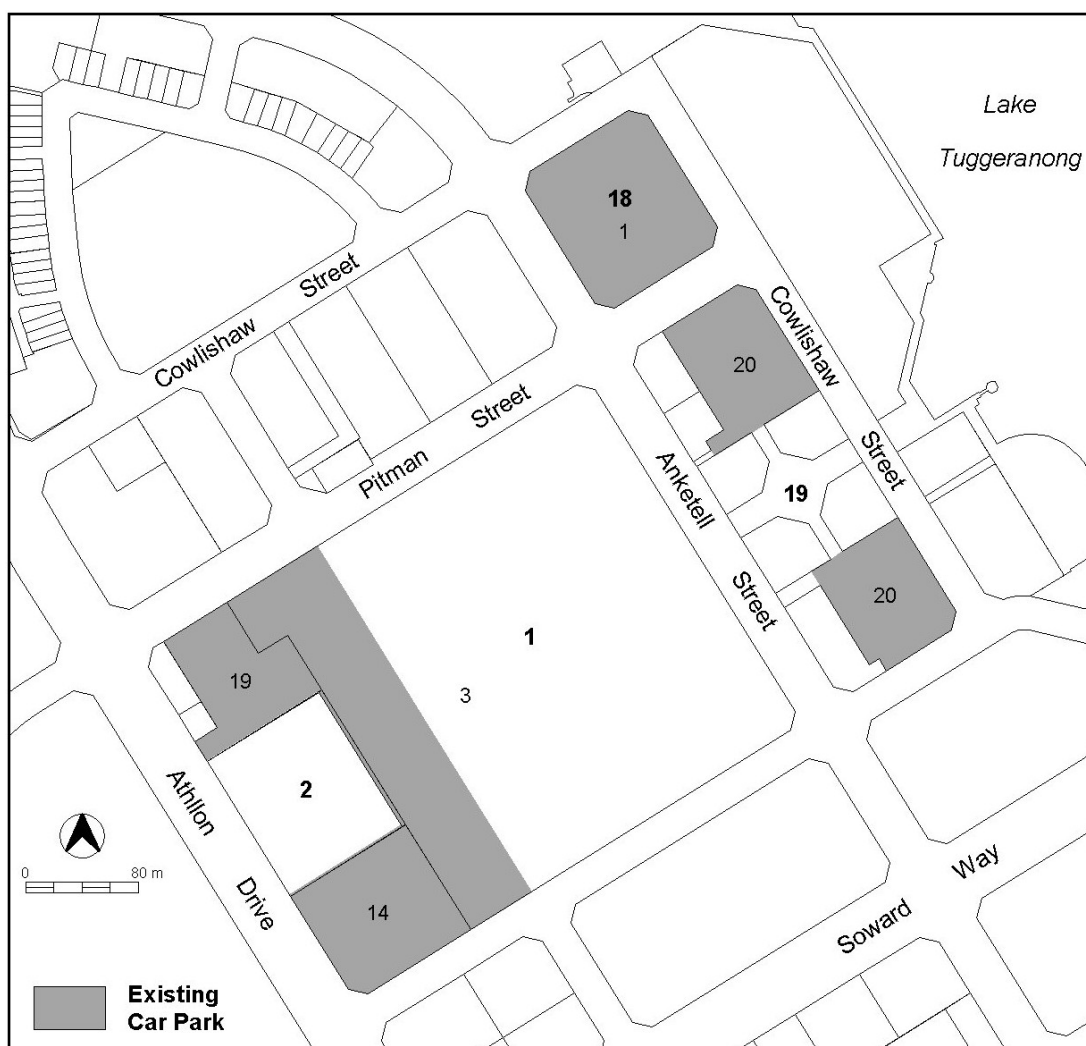 Lake
Tuggeranong
18
1
Cowlishaw
Street
Cowlishaw
Street
20
Pitman
Street
Anketell
Street
19
20
1
3
19
2
Athllon
Drive
14
Soward
Way
0
80 m
Existing
Car Park